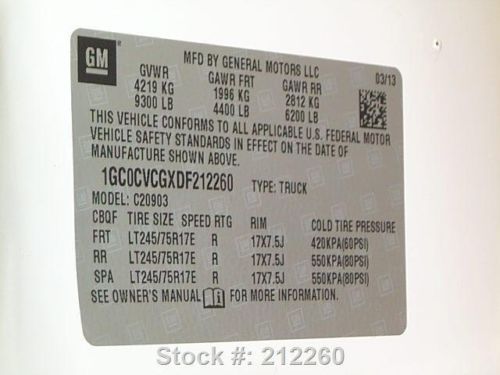 GM
MFD BY GENERAL MOTORS LLC
03/13
GVWR GAWR FRT GAWR RR
4219 KG 1996 KG 2812 KG
9300 LB 4400 LB 6200 LB
THIS VEHICLE CONFORMS TO ALL APPLICABLE U.S. FEDERAL MOTOR
VEHICLE SAFETY STANDARDS IN EFFECT ON THE DATE OF
MANUFACTURE SHOWN ABOVE.
1GC0CVCGXDF212260 TYPE: TRUCK
MODEL: C20903
CBQF TIRE SIZE SPEED RTG RIM COLD TIRE PRESSURE
FRT LT245/75R17E R 17X7.5J 420KPA(60PSI)
RR LT245/75R17E R 17X7.5J 550KPA(80PSI)
SPA LT245/75R17E R 17X7.5J 550KPA(80PSI)
SEE OWNER'S MANUAL FOR MORE INFORMATION.
Stock #: 212260